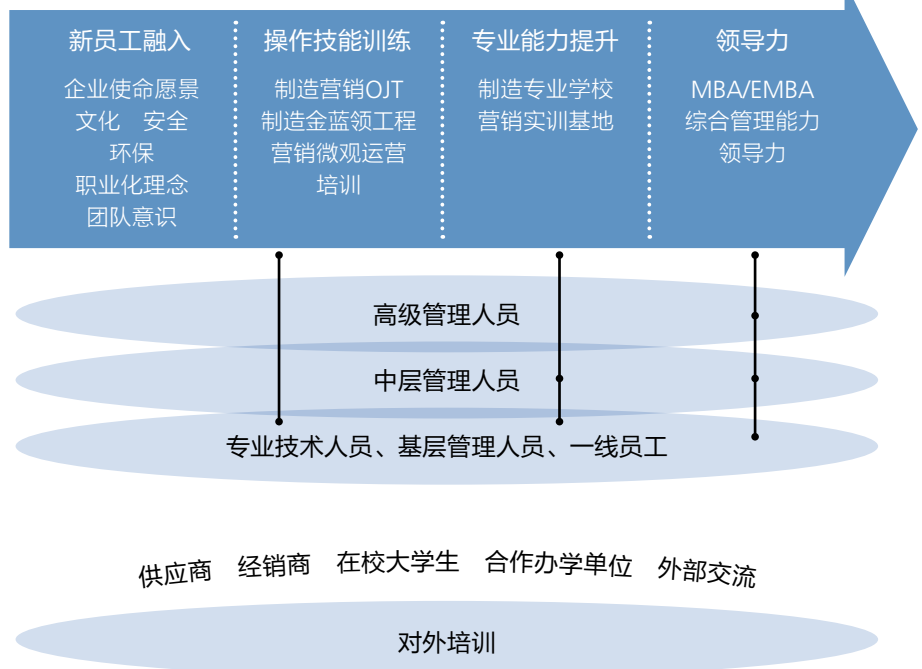 新员工融入
企业使命愿景
文化 安全
环保
职业化理念
团队意识
操作技能训练
制造营销OJT
制造金蓝领工程
营销微观运营
培训
专业能力提升
制造专业学校
营销实训基地
领导力
MBA/EMBA
综合管理能力
领导力
高级管理人员
中层管理人员
专业技术人员、基层管理人员、一线员工
供应商 经销商 在校大学生 合作办学单位 外部交流
对外培训